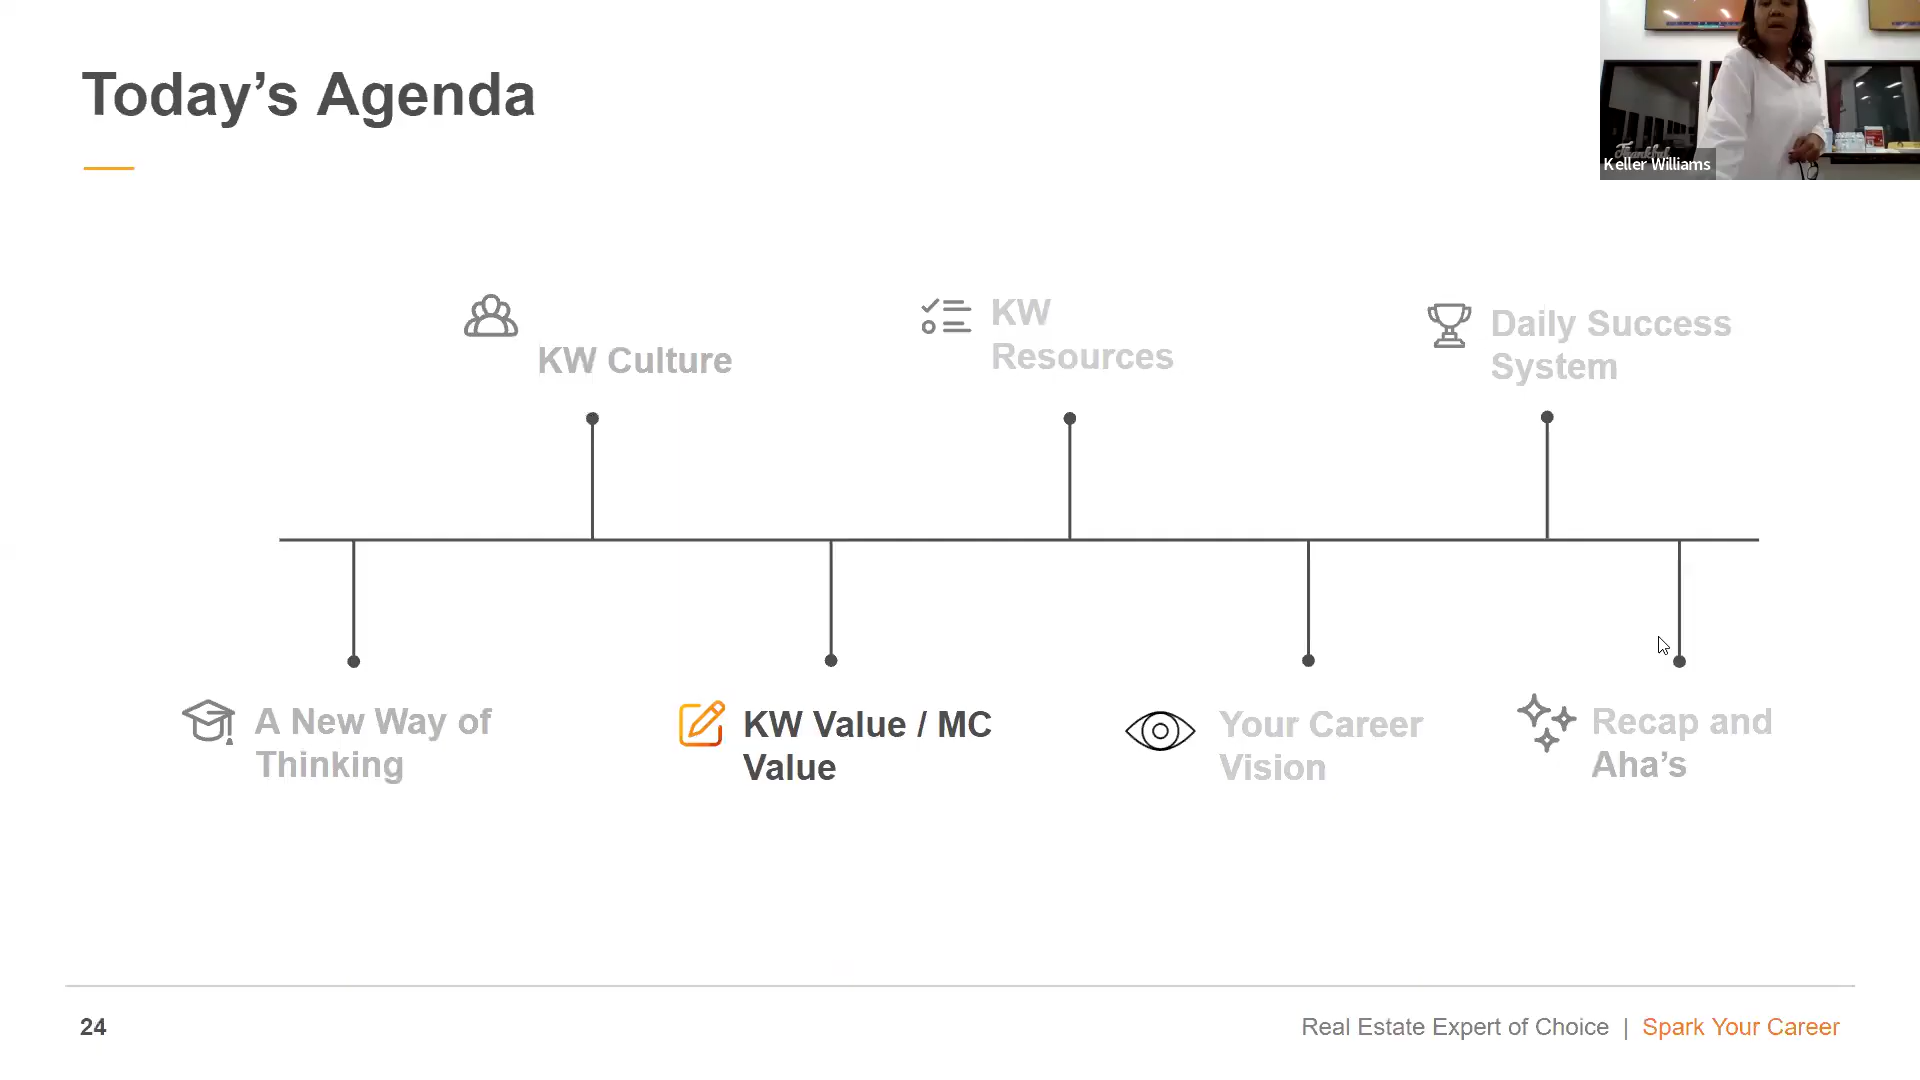 Today’s Agenda
Thankful
Keller Williams
KW Culture
KW
Resources
Daily Success
System
A New Way of
Thinking
KW Value / MC
Value
Your Career
Vision
Recap and
Aha’s
24
Real Estate Expert of Choice | Spark Your Career